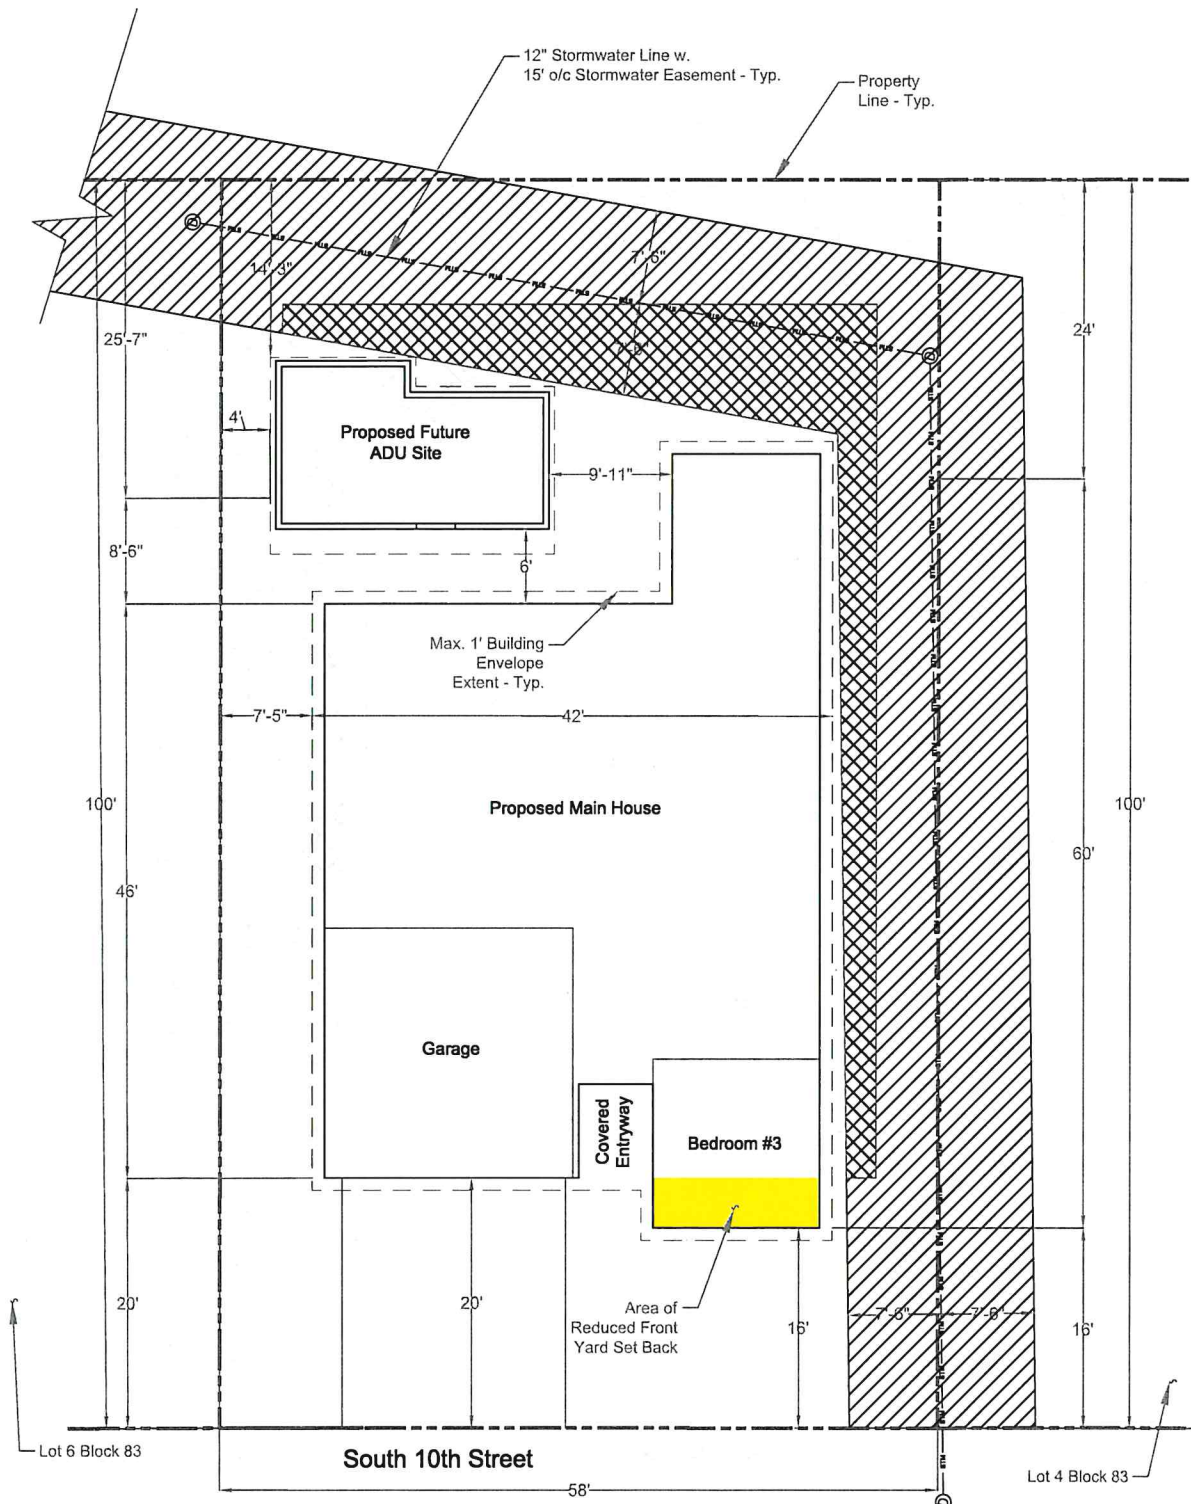 12" Stormwater Line w.
15' o/c Stormwater Easement - Typ.
Property
Line - Typ.
14'-3"
7'-6"
25'-7"
24'
4'
Proposed Future
ADU Site
9'-11"
8'-6"
6'
Max. 1' Building
Envelope
Extent - Typ.
7'-5"
42'
100'
Proposed Main House
100'
60'
46'
Garage
Covered
Entryway
Bedroom #3
20'
20'
Area of
Reduced Front
Yard Set Back
16'
7'-6"
7'-6"
16'
Lot 6 Block 83
South 10th Street
58'
Lot 4 Block 83